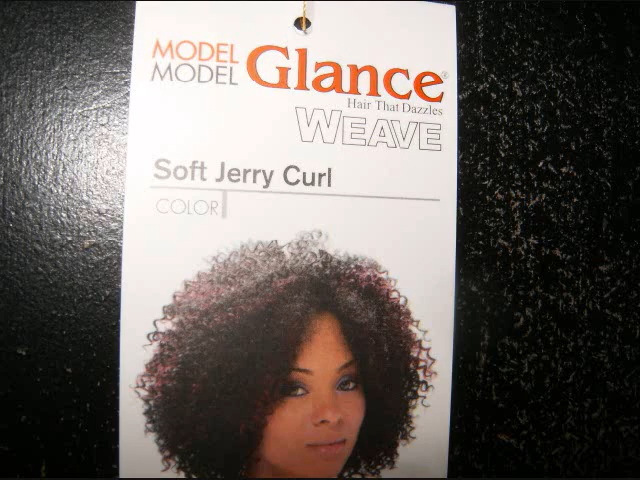 MODEL
MODEL
Glance®
Hair That Dazzles
WEAVE
Soft Jerry Curl
COLOR